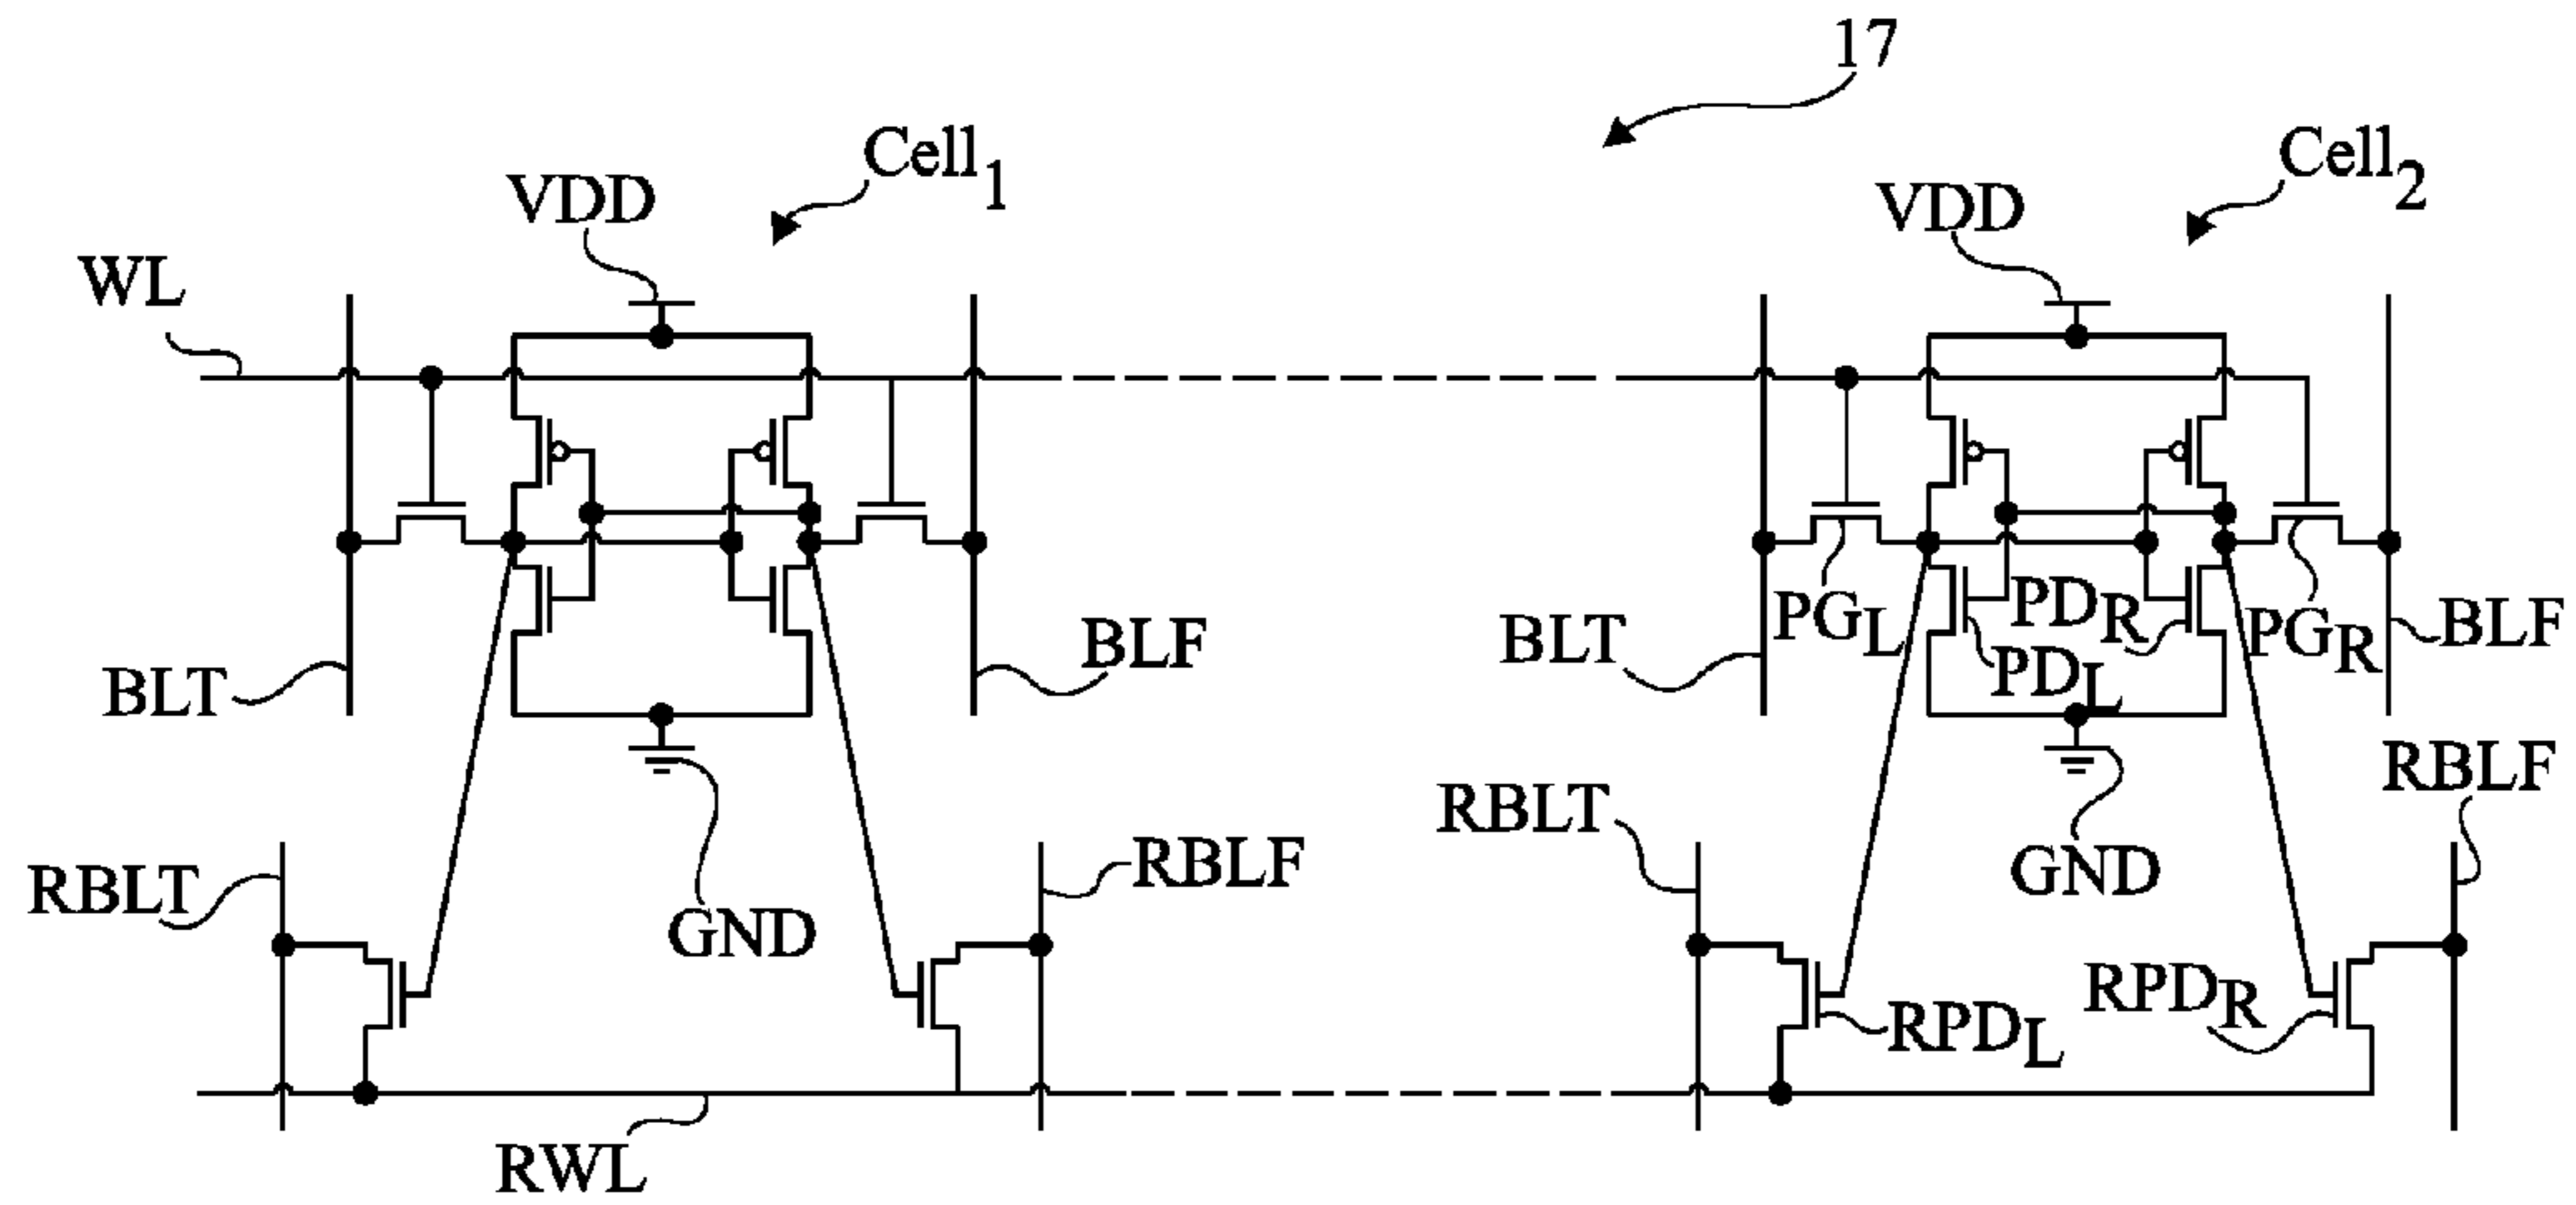 17
Cell1
Cell2
VDD
VDD
WL
BLT
BLF
BLT
PGL
PDR
PDL
PGR
BLF
RBLT
RBLF
GND
RBLT
GND
RBLF
RPDL
RPDR
RWL